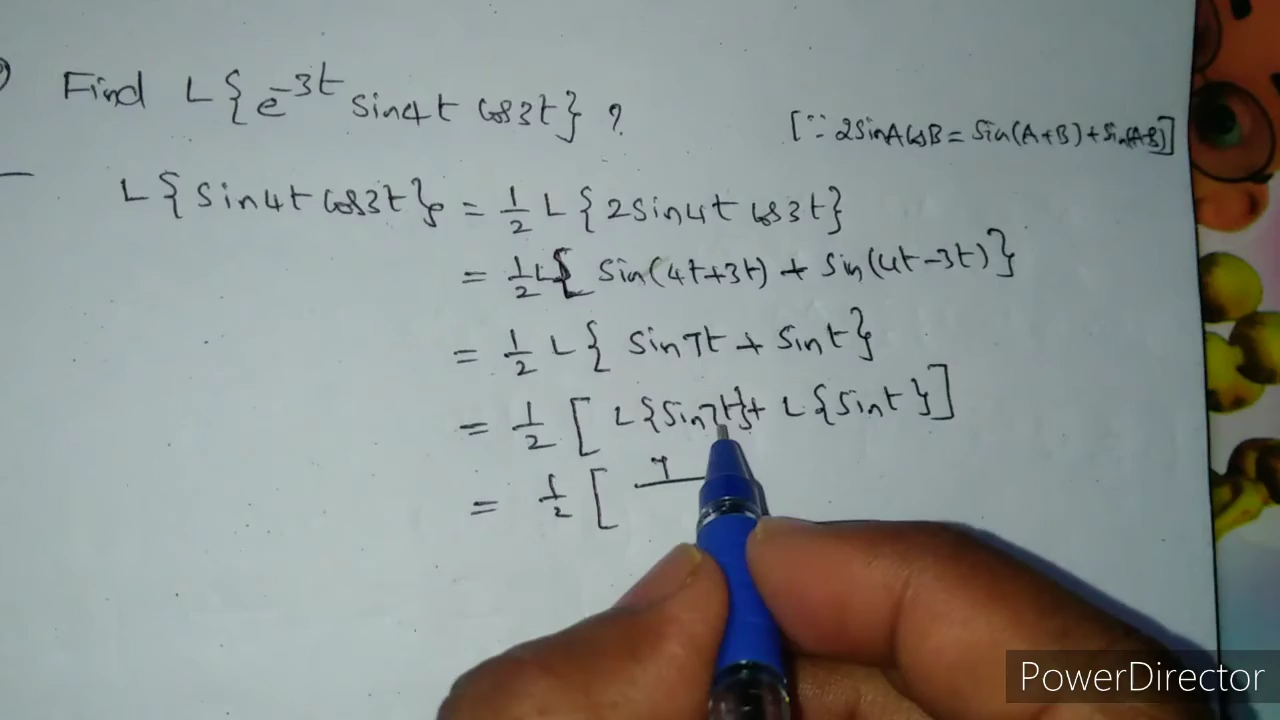 Find L{e^-3t sin4t cos3t} ?
[∵ 2SinACosB = Sin(A+B)+Sin(A-B)]
L{Sin4t Cos3t} = 1/2 L{2Sin4t cos3t}
= 1/2 L{ Sin(4t+3t) + Sin(4t-3t)}
= 1/2 L{ Sin7t + Sint}
= 1/2 [ L{Sin7t}+ L{Sint}]
= 1/2 [ 7
PowerDirector